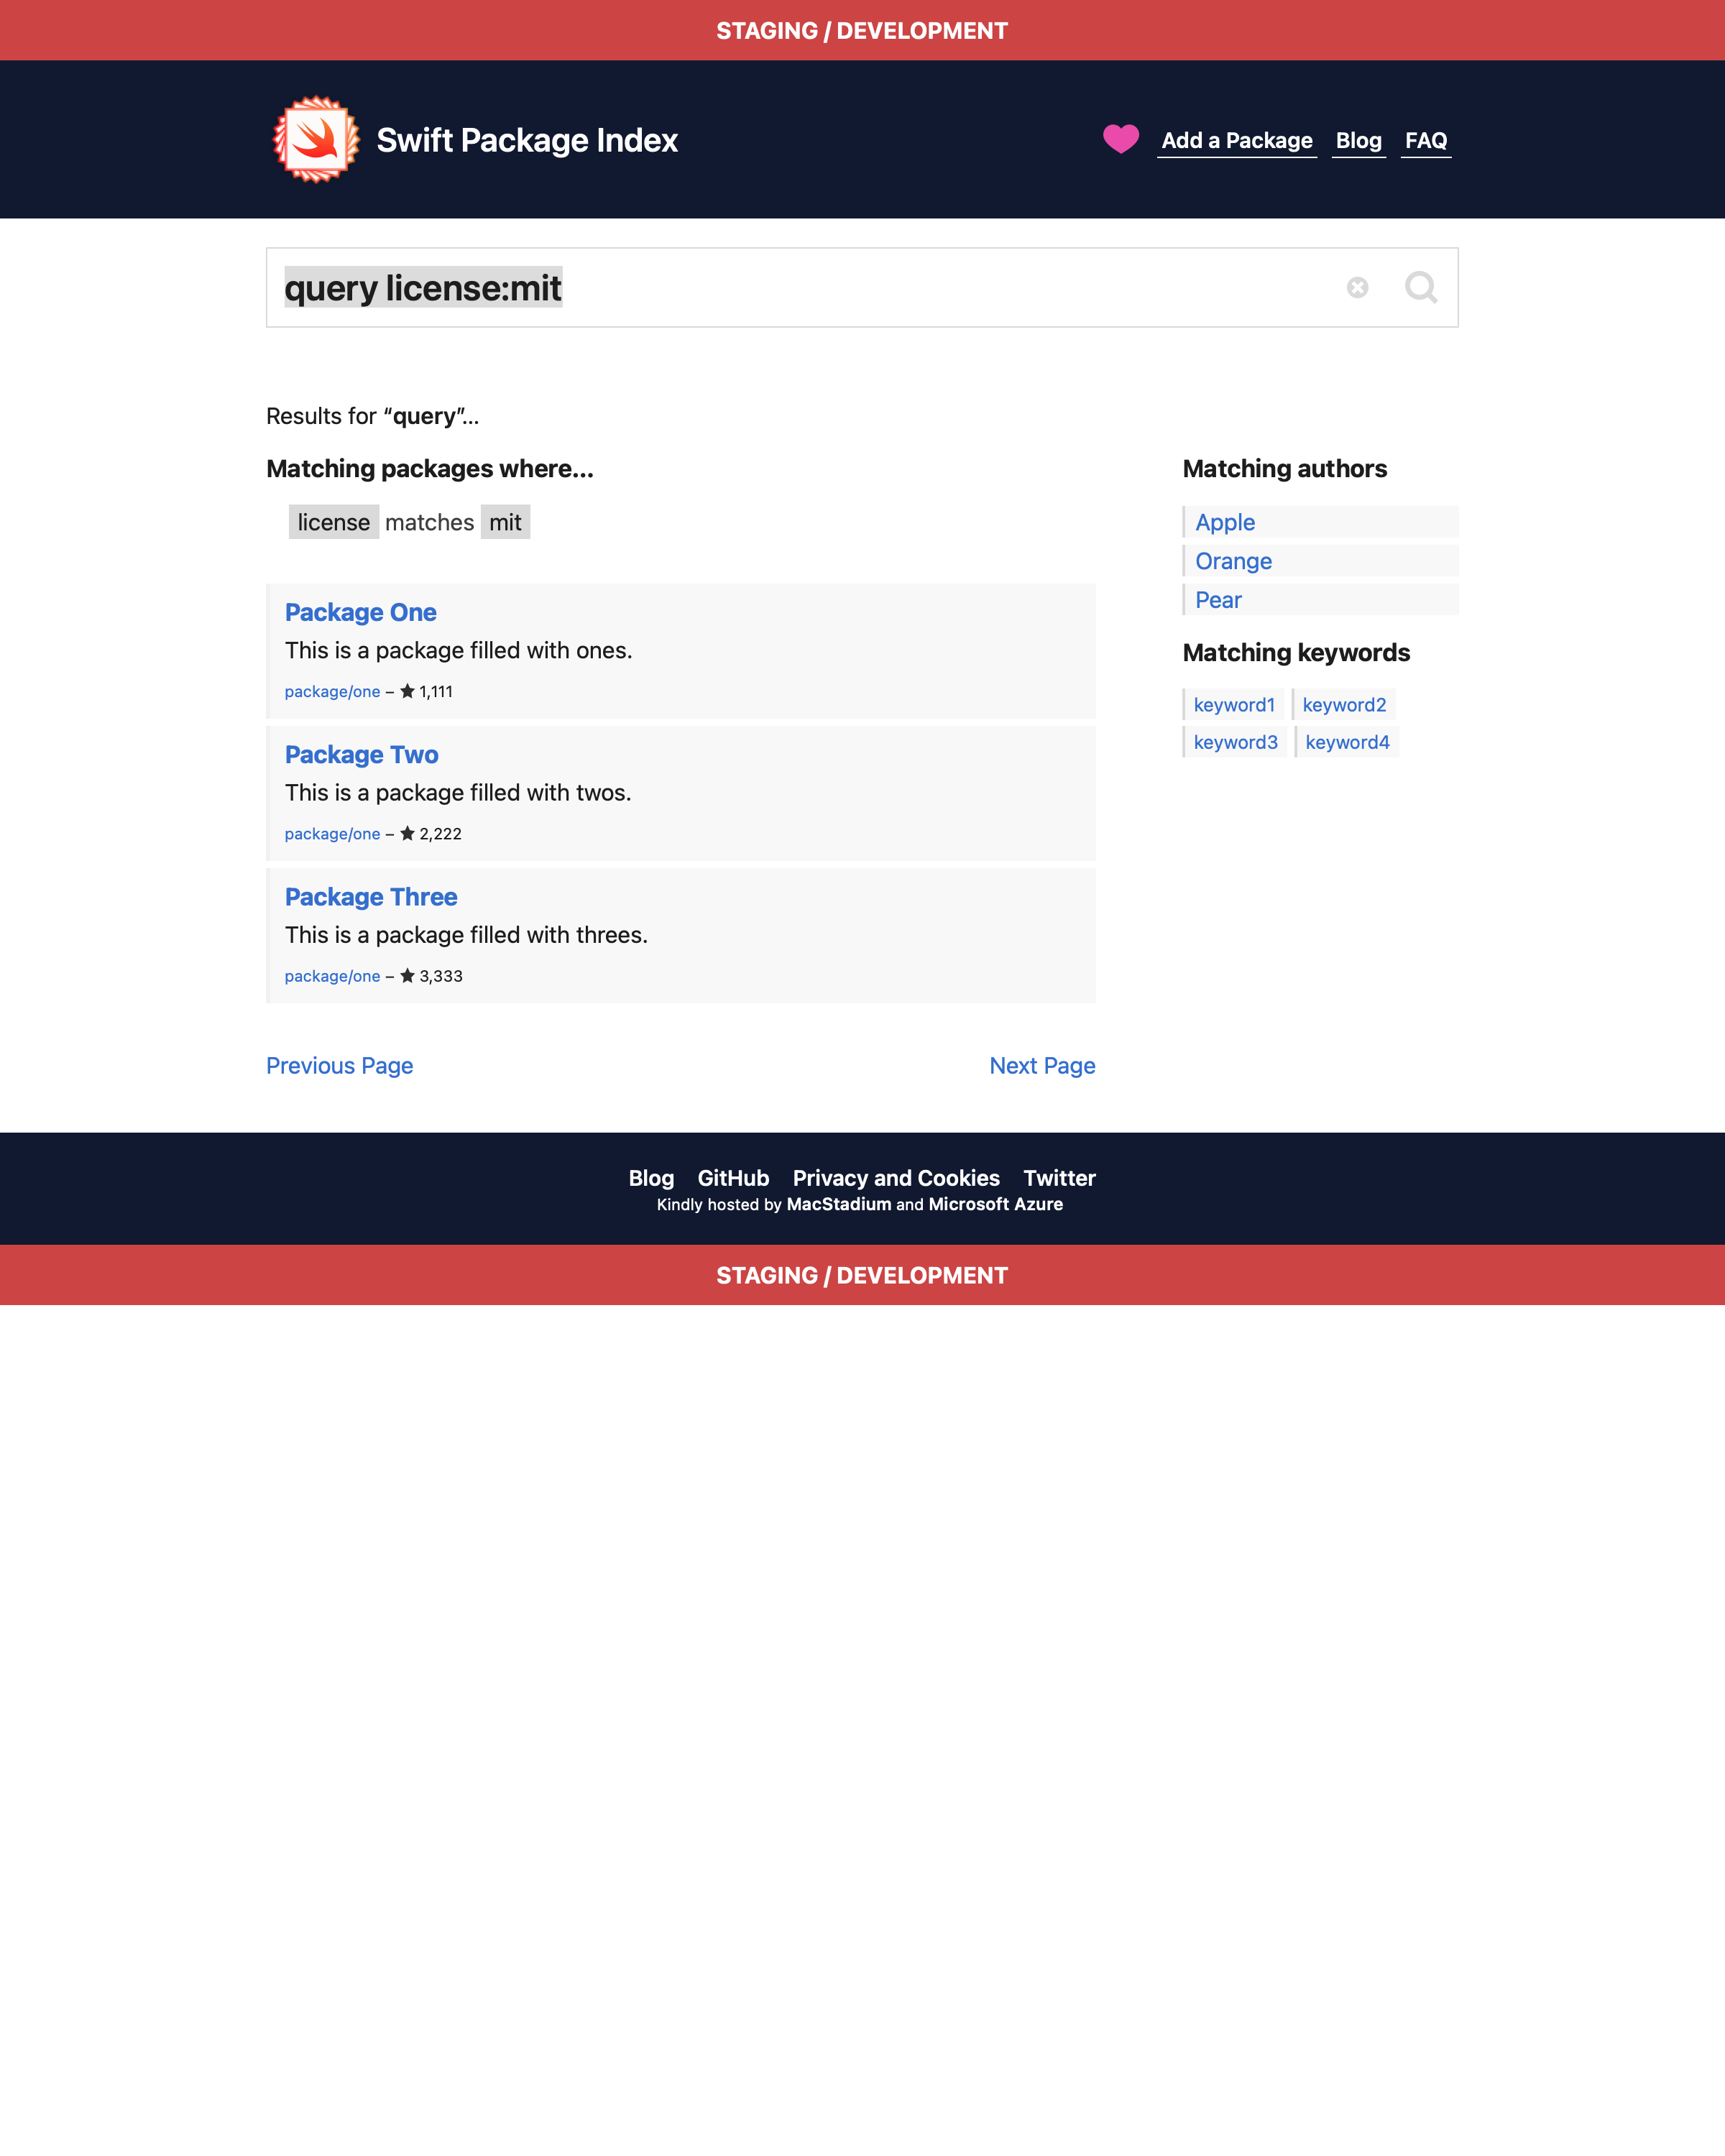 STAGING / DEVELOPMENT
Swift Package Index
Add a Package Blog FAQ
query license:mit
Results for “query”…
Matching packages where…
license matches mit
Package One
This is a package filled with ones.
package/one – ★ 1,111
Package Two
This is a package filled with twos.
package/one – ★ 2,222
Package Three
This is a package filled with threes.
package/one – ★ 3,333
Previous Page Next Page
Matching authors
Apple
Orange
Pear
Matching keywords
keyword1 keyword2
keyword3 keyword4
Blog GitHub Privacy and Cookies Twitter
Kindly hosted by MacStadium and Microsoft Azure
STAGING / DEVELOPMENT